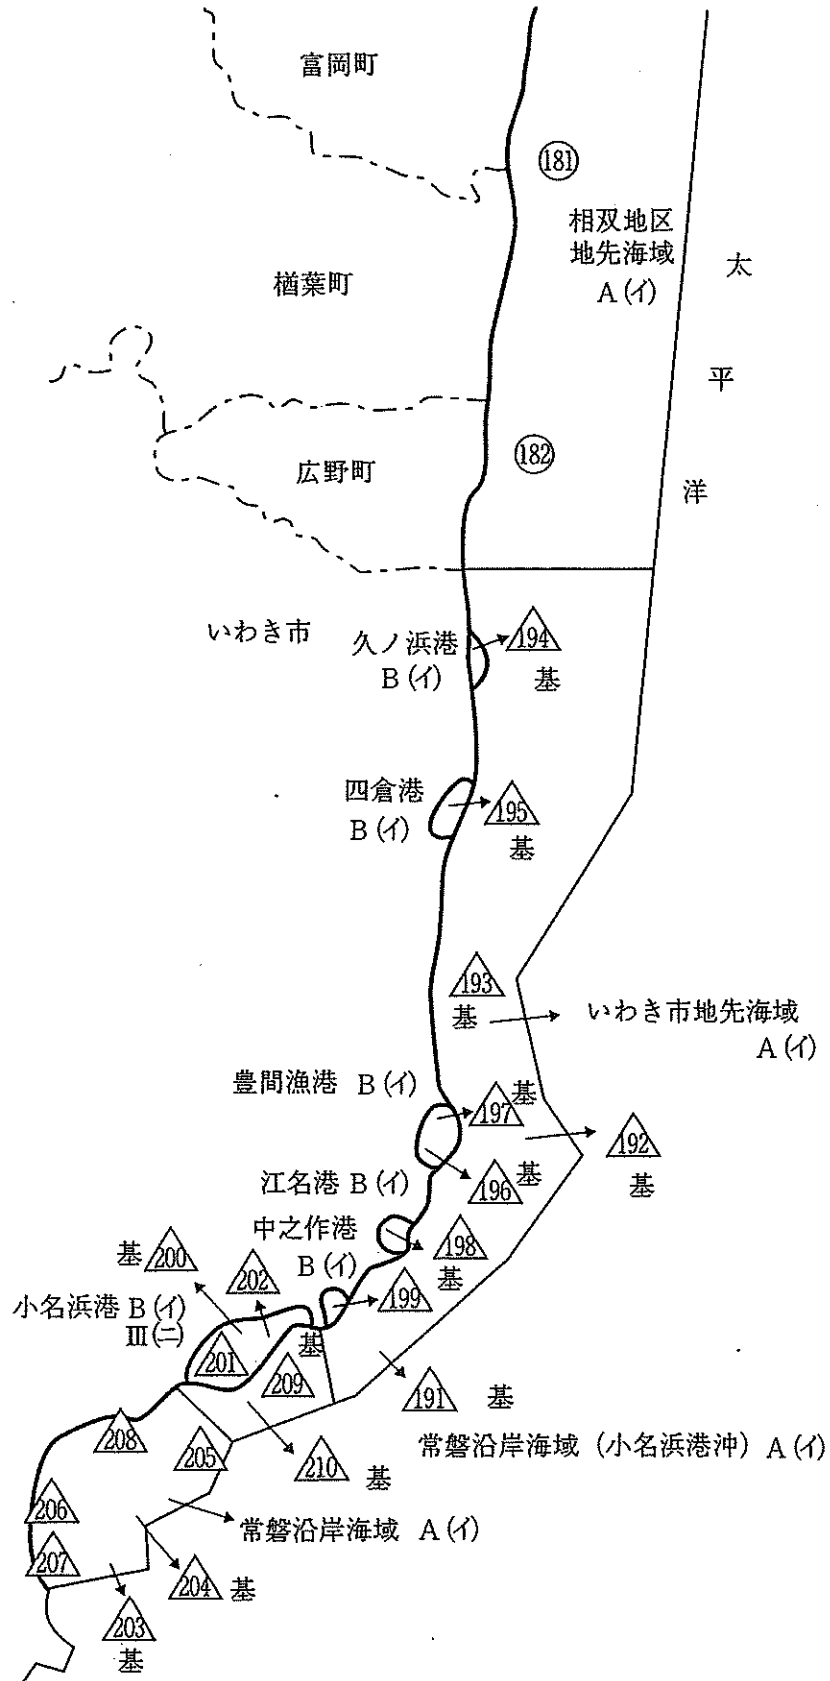 富岡町
181
相双地区
地先海域
A(イ)
太
平
洋
楢葉町
広野町
182
いわき市
久ノ浜港
B(イ)
194
基
四倉港
B(イ)
195
基
193
基
いわき市地先海域
A(イ)
豊間漁港 B(イ)
197
基
192
基
江名港 B(イ)
196
基
中之作港
B(イ)
198
基
基 200
202
199
小名浜港 B(イ)
Ⅲ(ニ)
201
基
209
191 基
208
205
210 基
常磐沿岸海域 (小名浜港沖) A(イ)
206
常磐沿岸海域 A(イ)
207
204 基
203
基